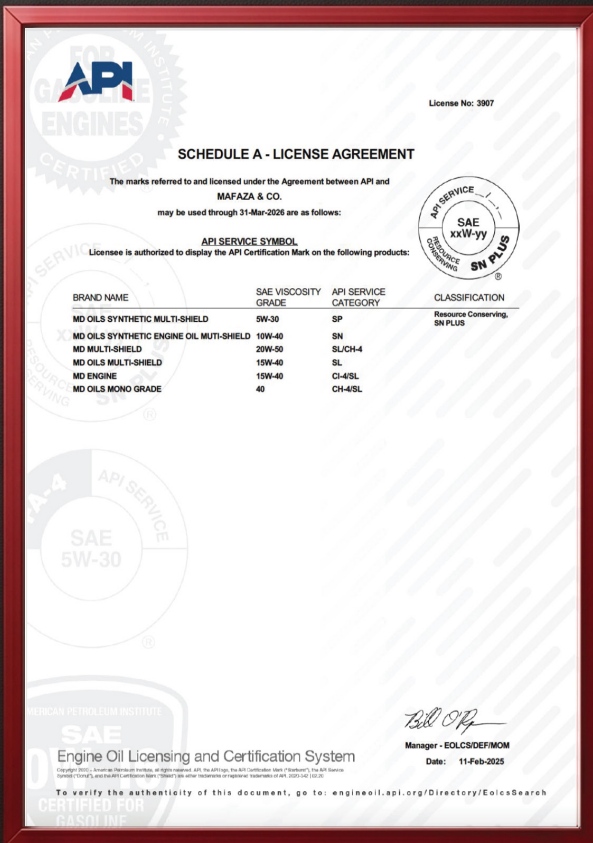 API
License No: 3907
SCHEDULE A - LICENSE AGREEMENT
The marks referred to and licensed under the Agreement between API and
MAFAZA & CO.
may be used through 31-Mar-2026 are as follows:
API SERVICE SYMBOL
Licensee is authorized to display the API Certification Mark on the following products:
API SERVICE
SAE
xxW-yy
RESOURCE
CONSERVING
SN PLUS
®
BRAND NAME SAE VISCOSITY GRADE API SERVICE CATEGORY CLASSIFICATION
MD OILS SYNTHETIC MULTI-SHIELD 5W-30 SP Resource Conserving, SN PLUS
MD OILS SYNTHETIC ENGINE OIL MUTI-SHIELD 10W-40 SN
MD MULTI-SHIELD 20W-50 SL/CH-4
MD OILS MULTI-SHIELD 15W-40 SL
MD ENGINE 15W-40 CI-4/SL
MD OILS MONO GRADE 40 CH-4/SL
FOR
GASOLINE
ENGINES
CERTIFIED
API SERVICE
SAE
5W-30
®
AMERICAN PETROLEUM INSTITUTE
SAE
CERTIFIED FOR
GASOLINE
Manager - EOLCS/DEF/MOM
Date: 11-Feb-2025
Engine Oil Licensing and Certification System
To verify the authenticity of this document, go to: engineoil.api.org/Directory/EolcsSearch